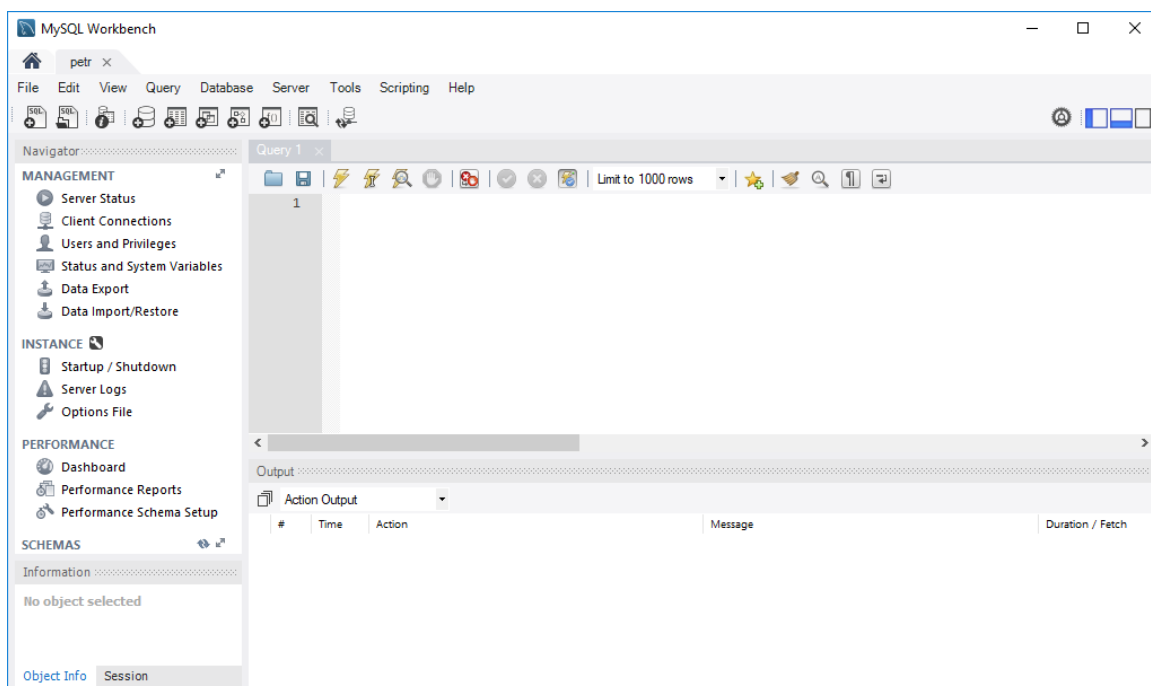 MySQL Workbench
petr
File Edit View Query Database Server Tools Scripting Help
Navigator
Query 1
MANAGEMENT
Server Status
Client Connections
Users and Privileges
Status and System Variables
Data Export
Data Import/Restore
INSTANCE
Startup / Shutdown
Server Logs
Options File
PERFORMANCE
Dashboard
Performance Reports
Performance Schema Setup
SCHEMAS
Information
No object selected
Object Info Session
Limit to 1000 rows
1
Output
Action Output
# Time Action Message Duration / Fetch